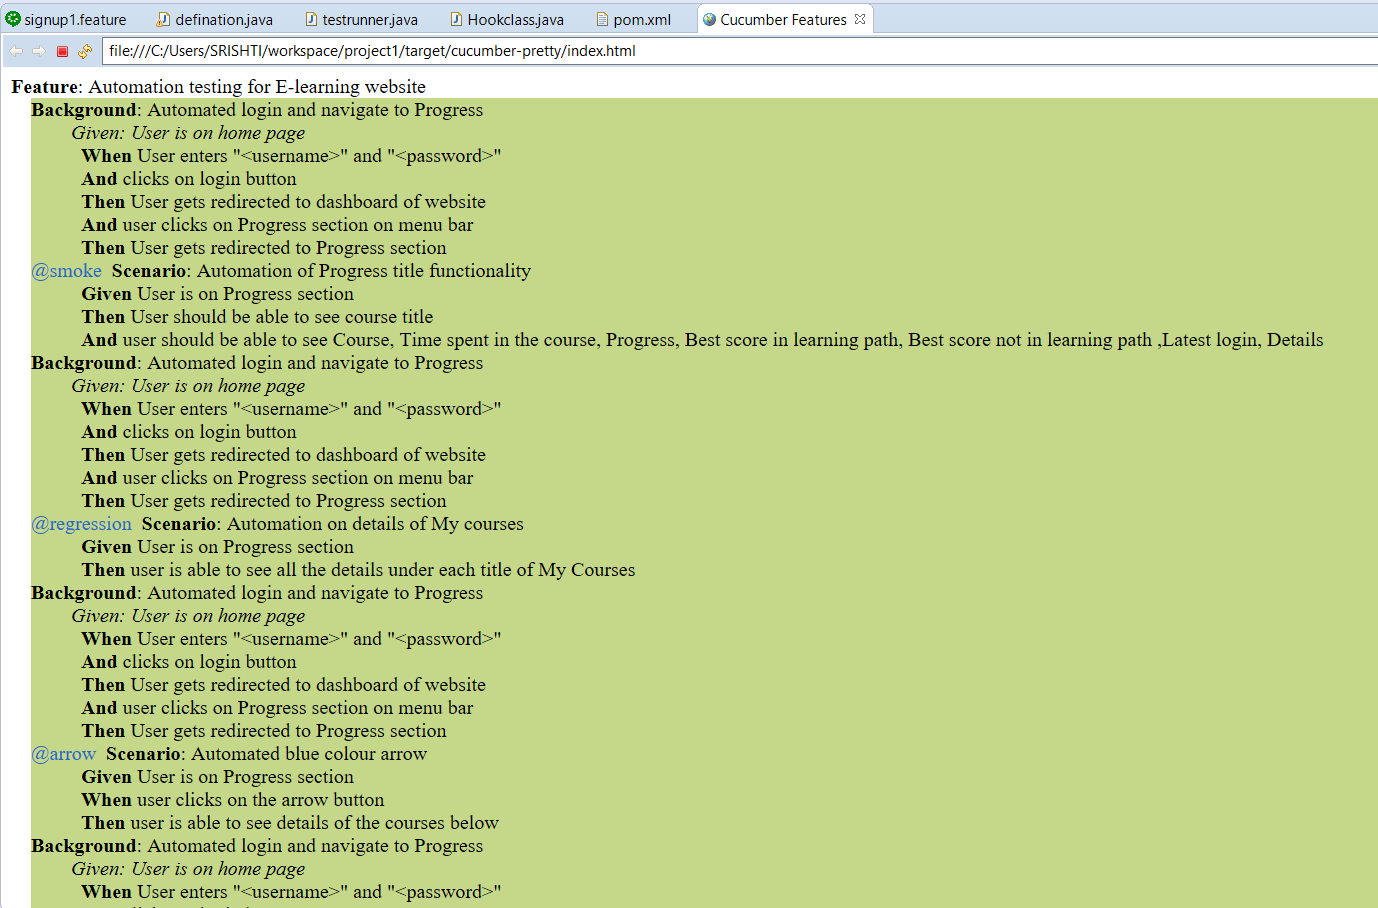 signup1.feature defination.java testrunner.java Hookclass.java pom.xml Cucumber Features
file:///C:/Users/SRISHTI/workspace/project1/target/cucumber-pretty/index.html
Feature: Automation testing for E-learning website
Background: Automated login and navigate to Progress
Given: User is on home page
When User enters "<username>" and "<password>"
And clicks on login button
Then User gets redirected to dashboard of website
And user clicks on Progress section on menu bar
Then User gets redirected to Progress section
@smoke Scenario: Automation of Progress title functionality
Given User is on Progress section
Then User should be able to see course title
And user should be able to see Course, Time spent in the course, Progress, Best score in learning path, Best score not in learning path ,Latest login, Details
Background: Automated login and navigate to Progress
Given: User is on home page
When User enters "<username>" and "<password>"
And clicks on login button
Then User gets redirected to dashboard of website
And user clicks on Progress section on menu bar
Then User gets redirected to Progress section
@regression Scenario: Automation on details of My courses
Given User is on Progress section
Then user is able to see all the details under each title of My Courses
Background: Automated login and navigate to Progress
Given: User is on home page
When User enters "<username>" and "<password>"
And clicks on login button
Then User gets redirected to dashboard of website
And user clicks on Progress section on menu bar
Then User gets redirected to Progress section
@arrow Scenario: Automated blue colour arrow
Given User is on Progress section
When user clicks on the arrow button
Then user is able to see details of the courses below
Background: Automated login and navigate to Progress
Given: User is on home page
When User enters "<username>" and "<password>"